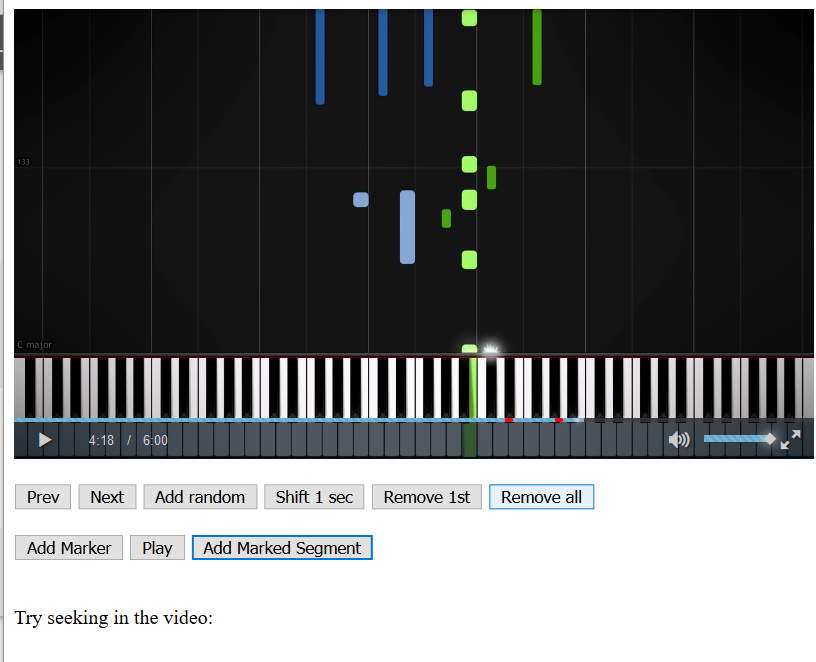 133
C major
4:18 / 6:00
Prev Next Add random Shift 1 sec Remove 1st Remove all
Add Marker Play Add Marked Segment
Try seeking in the video: